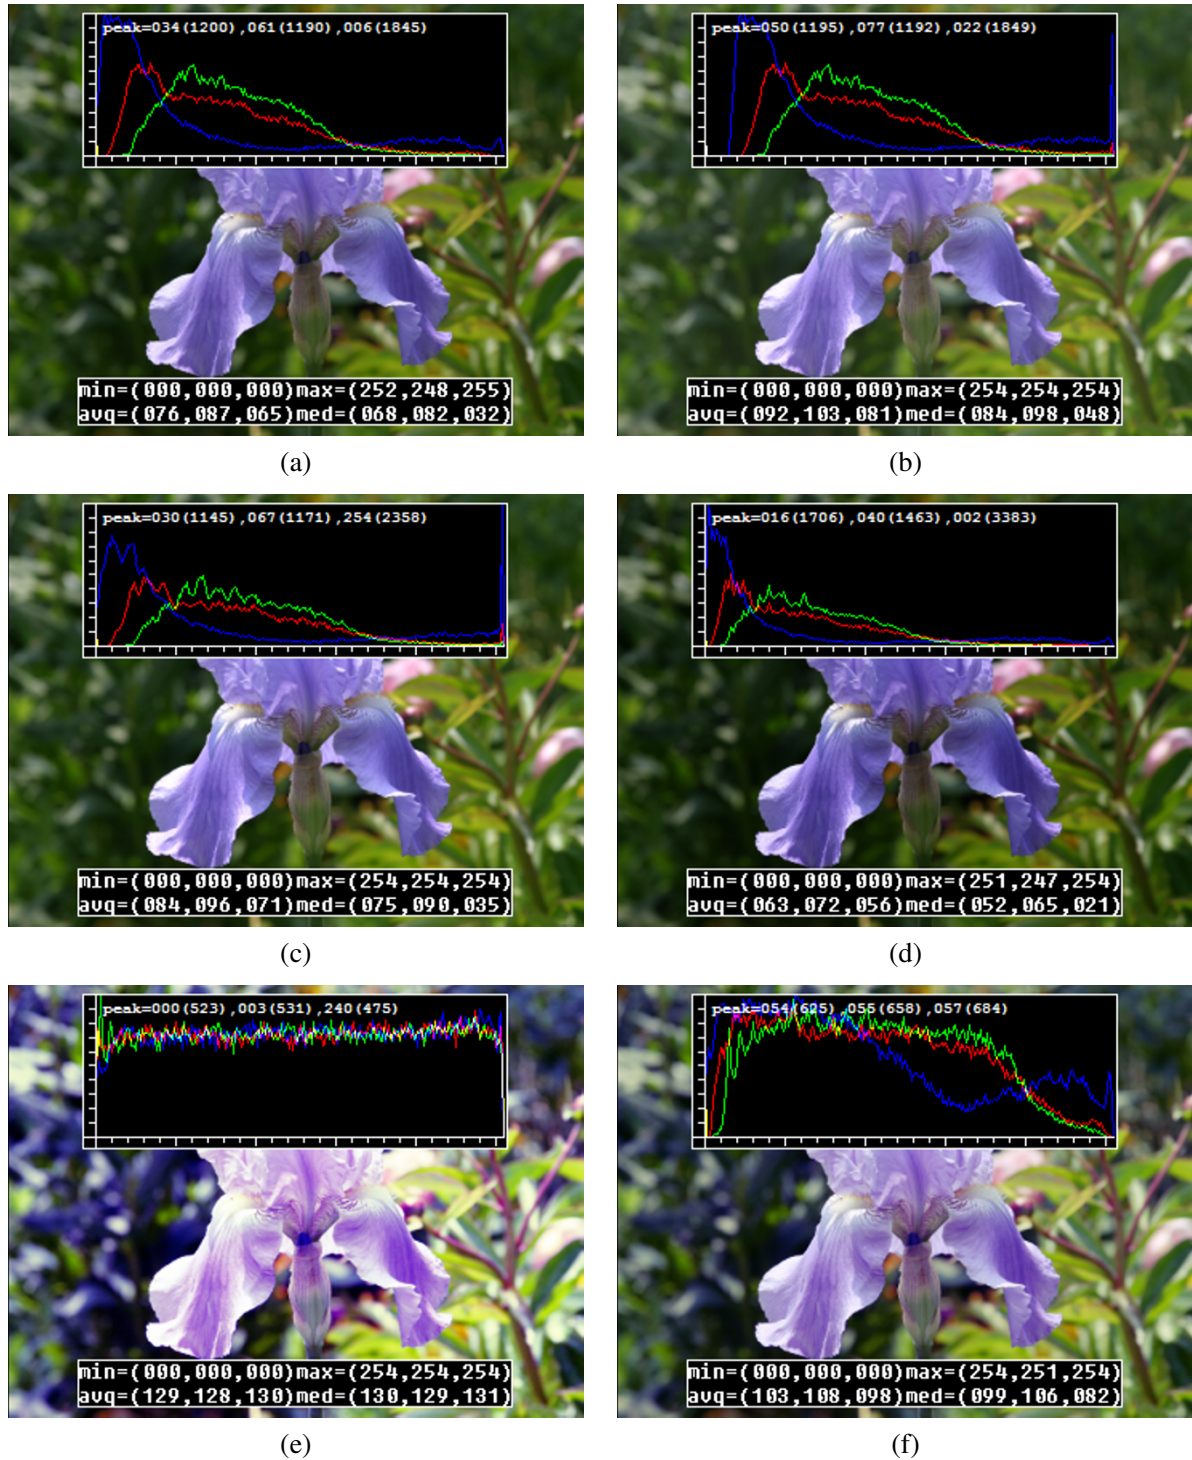 peak=034(1200),061(1190),006(1845)
min=(000,000,000)max=(252,248,255)
avg=(076,087,065)med=(068,082,032)
(a)
peak=050(1195),077(1192),022(1849)
min=(000,000,000)max=(254,254,254)
avg=(092,103,081)med=(084,098,048)
(b)
peak=030(1145),067(1171),254(2358)
min=(000,000,000)max=(254,254,254)
avg=(084,096,071)med=(075,090,035)
(c)
peak=016(1706),040(1463),002(3383)
min=(000,000,000)max=(251,247,254)
avg=(063,072,056)med=(052,065,021)
(d)
peak=000(523),003(531),240(475)
min=(000,000,000)max=(254,254,254)
avg=(129,128,130)med=(130,129,131)
(e)
peak=054(625),055(658),057(684)
min=(000,000,000)max=(254,251,254)
avg=(103,108,098)med=(099,106,082)
(f)